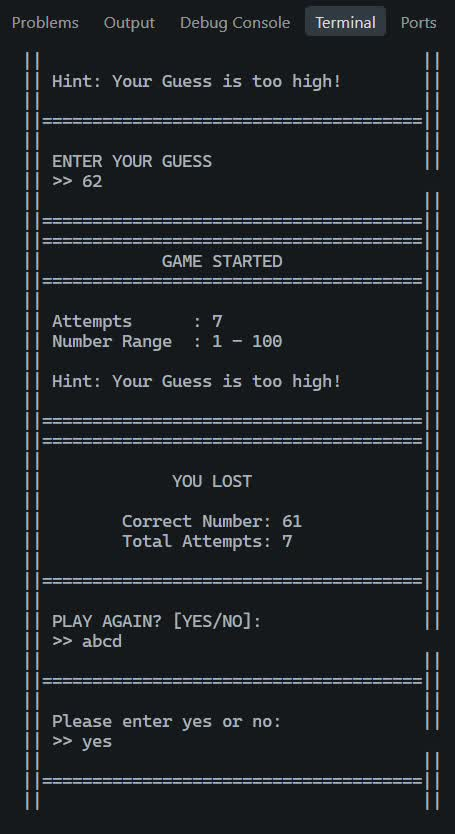 Problems Output Debug Console Terminal Ports
|| ||
|| Hint: Your Guess is too high! ||
|| ||
||======================================||
|| ||
|| ENTER YOUR GUESS ||
|| >> 62
|| ||
||======================================||
||======================================||
|| GAME STARTED ||
||======================================||
|| ||
|| Attempts : 7 ||
|| Number Range : 1 - 100 ||
|| ||
|| Hint: Your Guess is too high! ||
|| ||
||======================================||
||======================================||
|| ||
|| YOU LOST ||
|| ||
|| Correct Number: 61 ||
|| Total Attempts: 7 ||
|| ||
||======================================||
|| ||
|| PLAY AGAIN? [YES/NO]: ||
|| >> abcd
|| ||
||======================================||
|| ||
|| Please enter yes or no: ||
|| >> yes
|| ||
||======================================||
|| ||